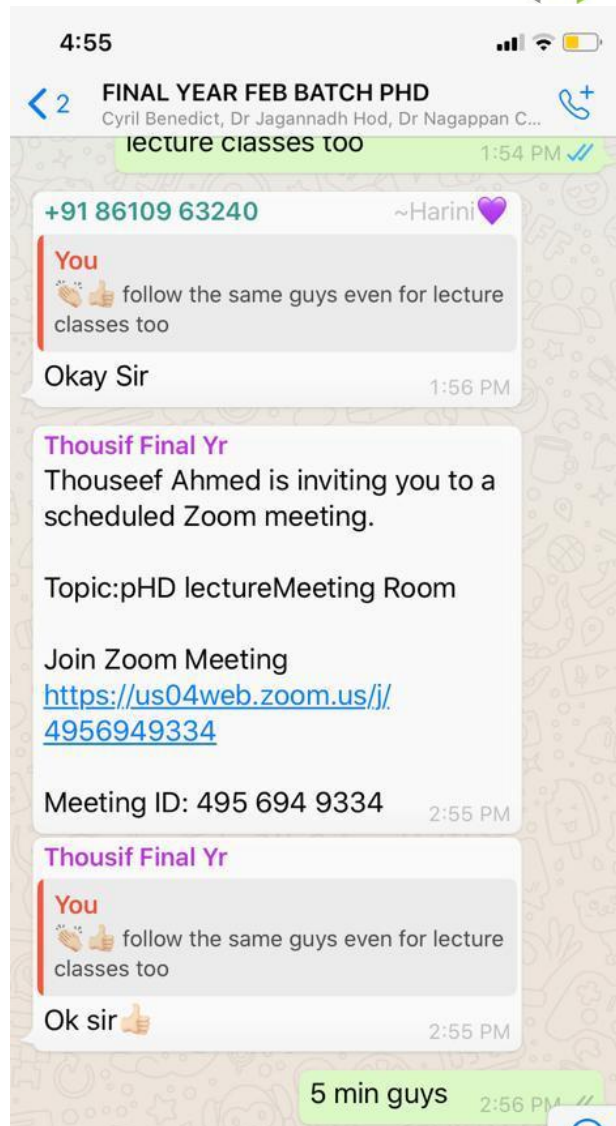 4:55
2 FINAL YEAR FEB BATCH PHD
Cyril Benedict, Dr Jagannadh Hod, Dr Nagappan C...
lecture classes too 1:54 PM
+91 86109 63240 ~Harini💜
You
👏🏻👍🏻 follow the same guys even for lecture
classes too
Okay Sir 1:56 PM
Thousif Final Yr
Thouseef Ahmed is inviting you to a
scheduled Zoom meeting.
Topic:pHD lectureMeeting Room
Join Zoom Meeting
https://us04web.zoom.us/j/
4956949334
Meeting ID: 495 694 9334 2:55 PM
Thousif Final Yr
You
👏🏻👍🏻 follow the same guys even for lecture
classes too
Ok sir👍🏻 2:55 PM
5 min guys 2:56 PM